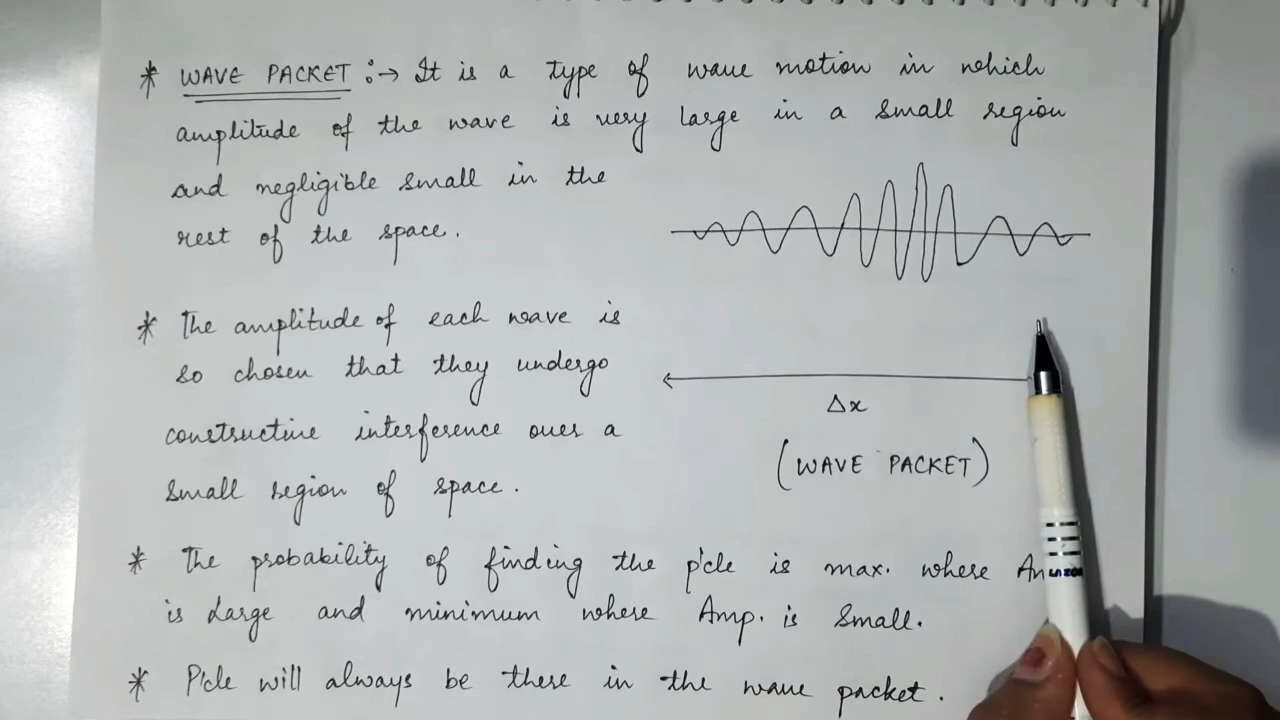 * WAVE PACKET :→ It is a type of wave motion in which
amplitude of the wave is very large in a small region
and negligible small in the
rest of the space.
* The amplitude of each wave is
so chosen that they undergo
constructive interference over a
small region of space.
Δx
(WAVE PACKET)
* The probability of finding the p'cle is max. where
is large and minimum where Amp. is small.
* P'cle will always be there in the wave packet.